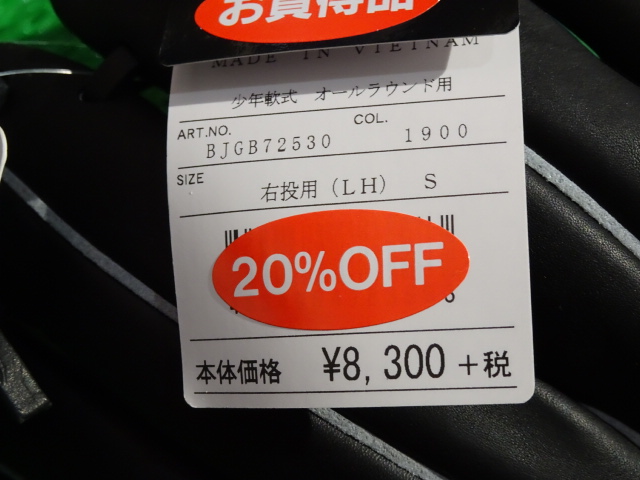 お買得品
MADE IN VIETNAM
少年軟式 オールラウンド用
ART.NO. BJGB72530 COL. 1900
SIZE 右投用(LH) S
20%OFF
本体価格 ¥8,300+税